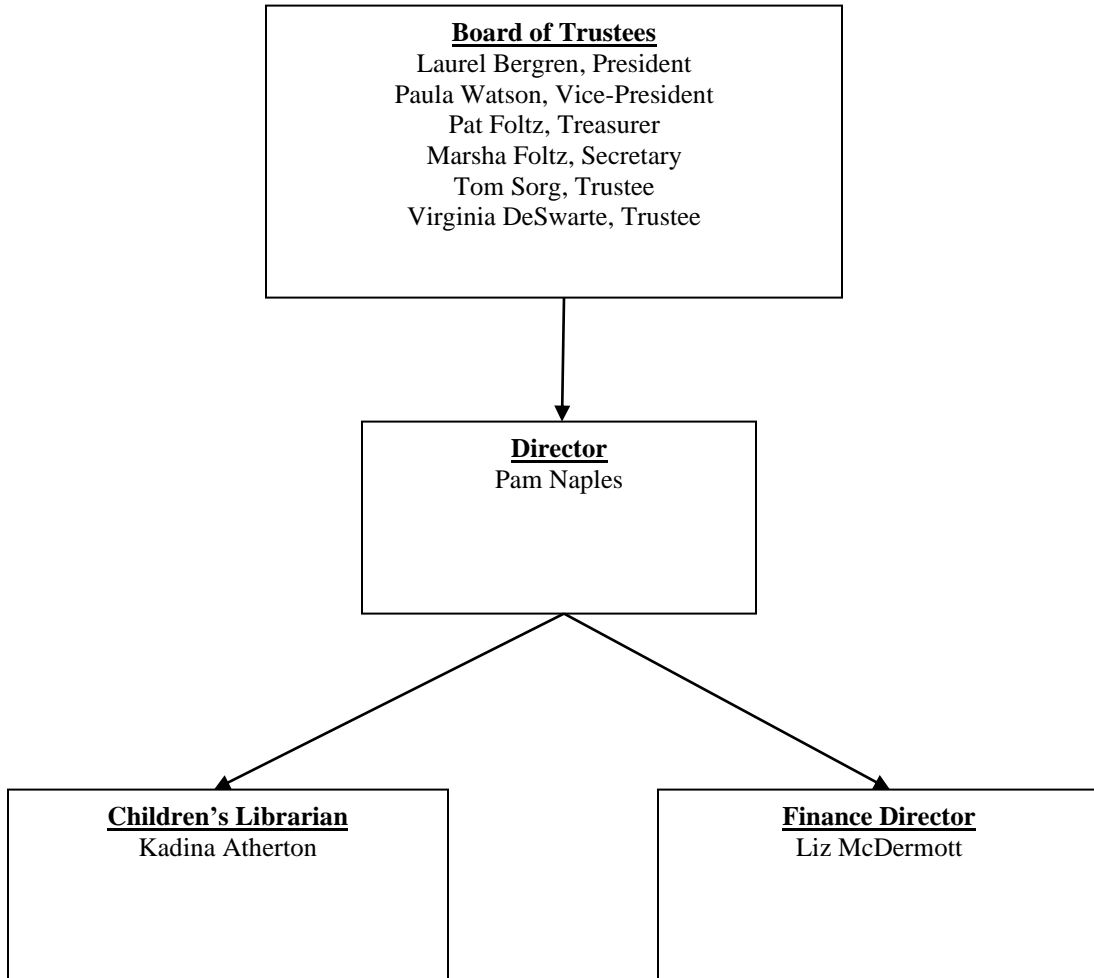 Board of Trustees
Laurel Bergren, President
Paula Watson, Vice-President
Pat Foltz, Treasurer
Marsha Foltz, Secretary
Tom Sorg, Trustee
Virginia DeSwarte, Trustee
Director
Pam Naples
Children’s Librarian
Kadina Atherton
Finance Director
Liz McDermott